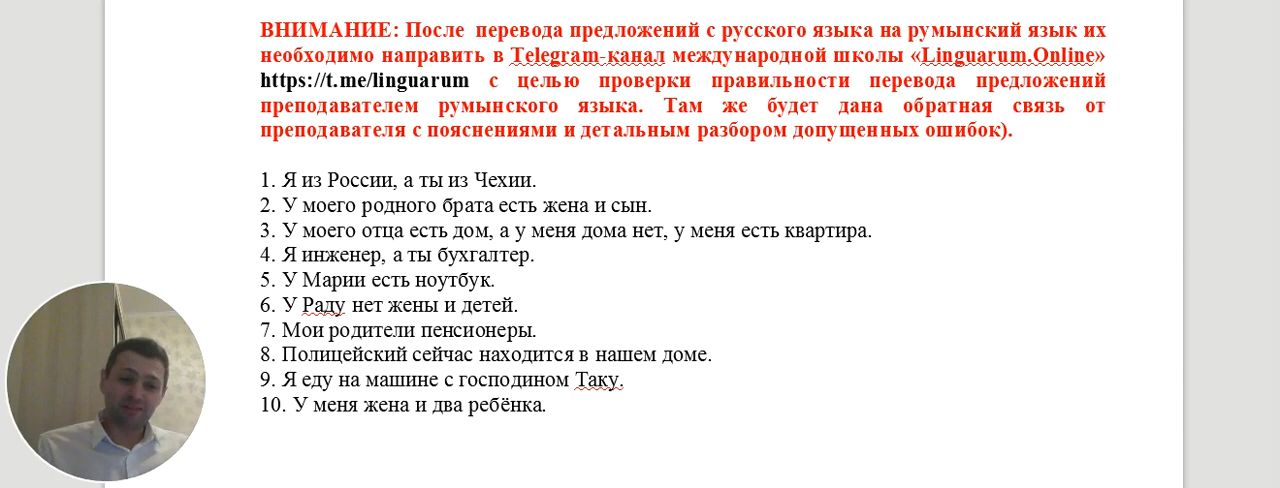 ВНИМАНИЕ: После перевода предложений с русского языка на румынский язык их
необходимо направить в Telegram-канал международной школы «Linguarum.Online»
https://t.me/linguarum с целью проверки правильности перевода предложений
преподавателем румынского языка. Там же будет дана обратная связь от
преподавателя с пояснениями и детальным разбором допущенных ошибок).
1. Я из России, а ты из Чехии.
2. У моего родного брата есть жена и сын.
3. У моего отца есть дом, а у меня дома нет, у меня есть квартира.
4. Я инженер, а ты бухгалтер.
5. У Марии есть ноутбук.
6. У Раду нет жены и детей.
7. Мои родители пенсионеры.
8. Полицейский сейчас находится в нашем доме.
9. Я еду на машине с господином Таку.
10. У меня жена и два ребёнка.